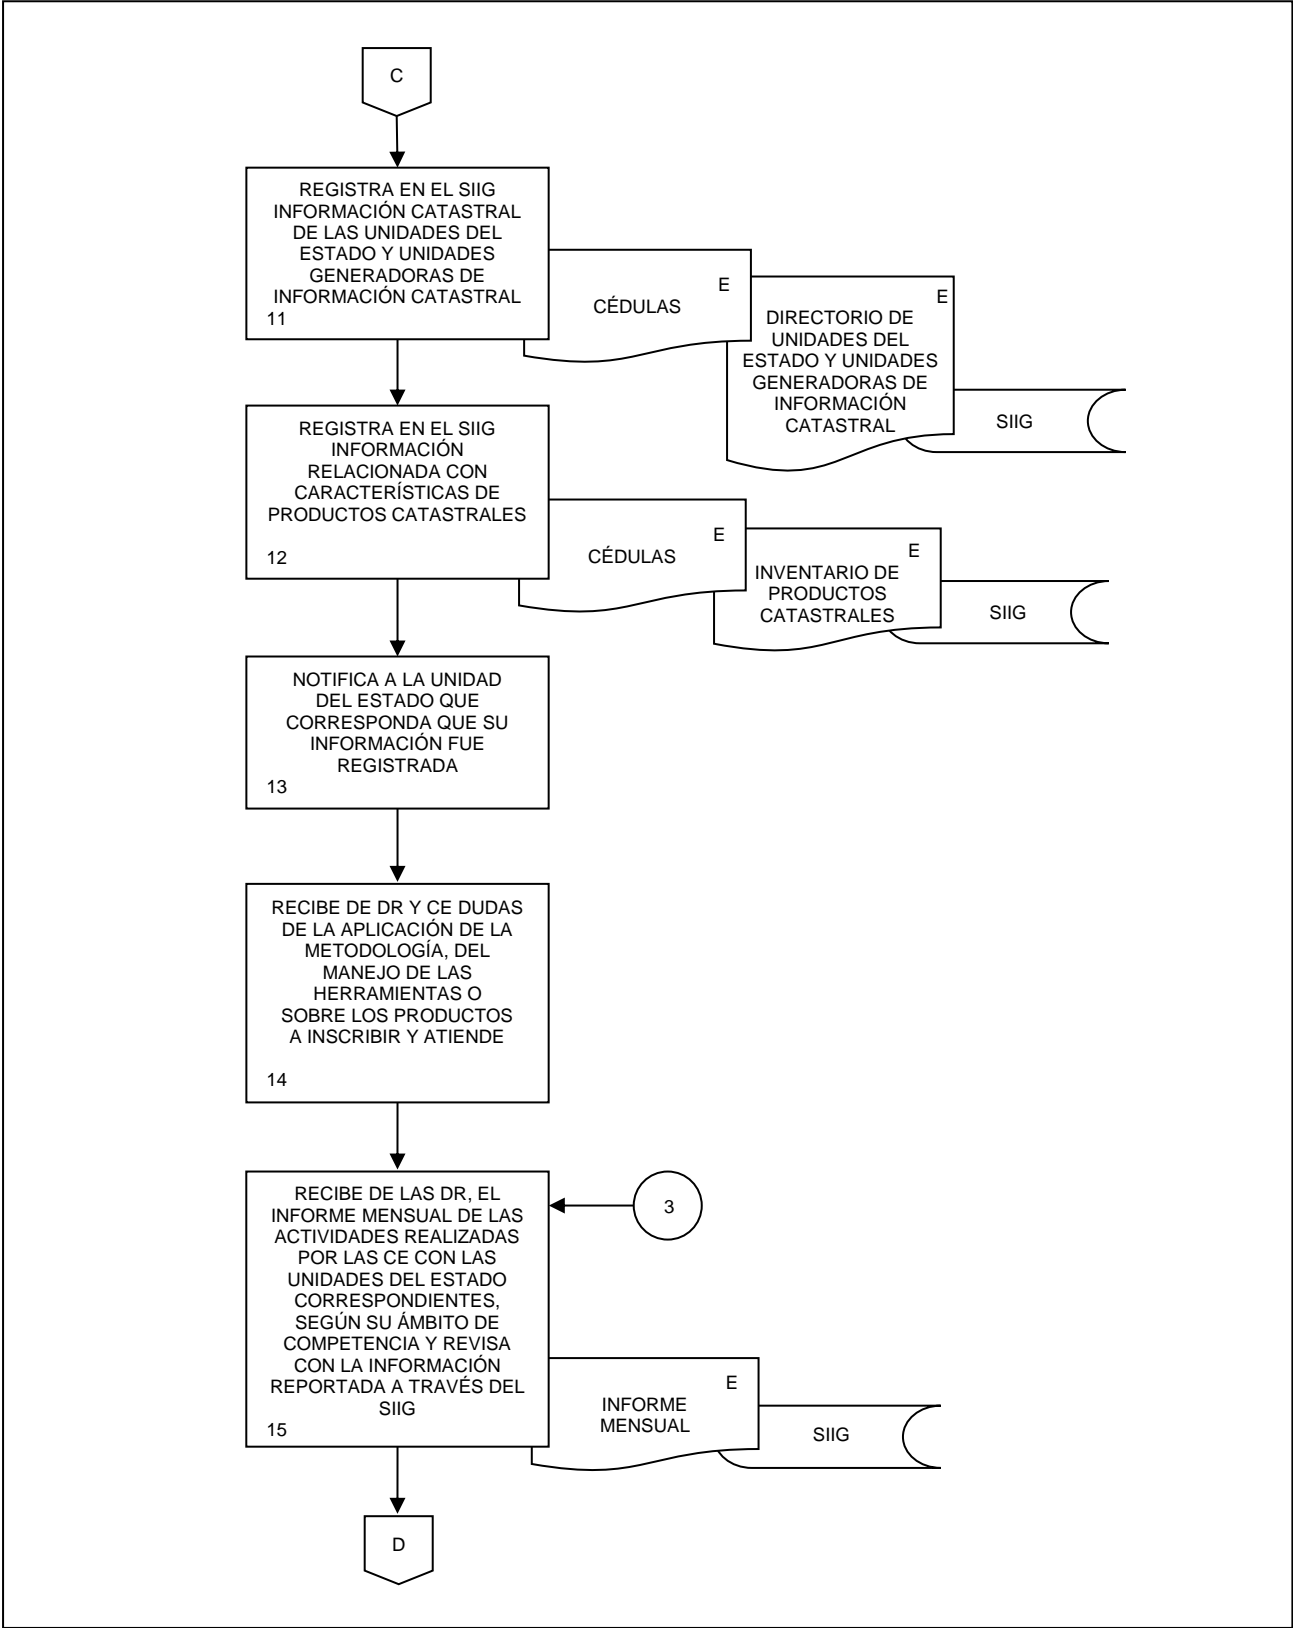 C
REGISTRA EN EL SIIG
INFORMACIÓN CATASTRAL
DE LAS UNIDADES DEL
ESTADO Y UNIDADES
GENERADORAS DE
INFORMACIÓN CATASTRAL
11
E
CÉDULAS
E
DIRECTORIO DE
UNIDADES DEL
ESTADO Y UNIDADES
GENERADORAS DE
INFORMACIÓN
CATASTRAL
SIIG
REGISTRA EN EL SIIG
INFORMACIÓN
RELACIONADA CON
CARACTERÍSTICAS DE
PRODUCTOS CATASTRALES
12
E
CÉDULAS
E
INVENTARIO DE
PRODUCTOS
CATASTRALES
SIIG
NOTIFICA A LA UNIDAD
DEL ESTADO QUE
CORRESPONDA QUE SU
INFORMACIÓN FUE
REGISTRADA
13
RECIBE DE DR Y CE DUDAS
DE LA APLICACIÓN DE LA
METODOLOGÍA, DEL
MANEJO DE LAS
HERRAMIENTAS O
SOBRE LOS PRODUCTOS
A INSCRIBIR Y ATIENDE
14
RECIBE DE LAS DR, EL
INFORME MENSUAL DE LAS
ACTIVIDADES REALIZADAS
POR LAS CE CON LAS
UNIDADES DEL ESTADO
CORRESPONDIENTES,
SEGÚN SU ÁMBITO DE
COMPETENCIA Y REVISA
CON LA INFORMACIÓN
REPORTADA A TRAVÉS DEL
SIIG
15
3
E
INFORME
MENSUAL
SIIG
D